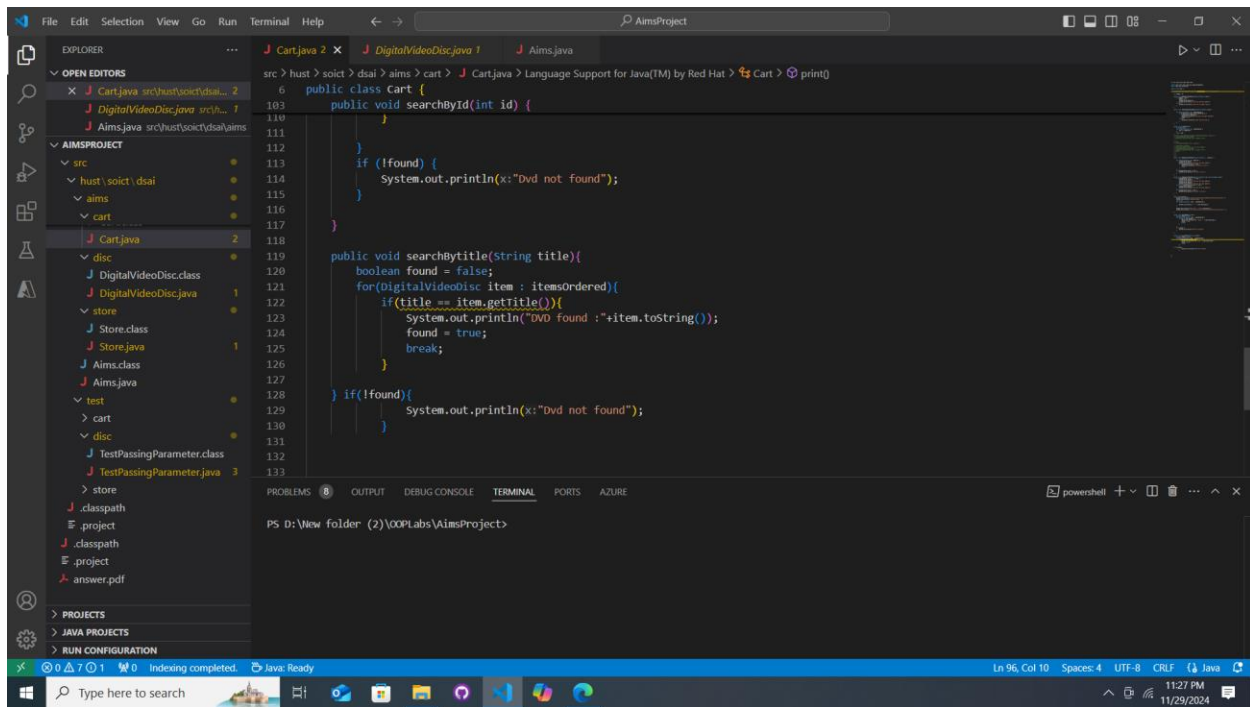 File Edit Selection View Go Run Terminal Help
AimsProject
EXPLORER
Cart.java 2
DigitalVideoDisc.java 1
Aims.java
OPEN EDITORS
Cart.java src\hust\soict\dsai... 2
DigitalVideoDisc.java src\h... 1
Aims.java src\hust\soict\dsai\aims
AIMSPROJECT
src
hust\soict\dsai
aims
cart
Cart.java 2
disc
DigitalVideoDisc.class
DigitalVideoDisc.java 1
store
Store.class
Store.java 1
Aims.class
Aims.java
test
> cart
disc
TestPassingParameter.class
TestPassingParameter.java 3
> store
.classpath
.project
.classpath
.project
answer.pdf
> PROJECTS
> JAVA PROJECTS
> RUN CONFIGURATION
src > hust > soict > dsai > aims > cart > Cart.java > Language Support for Java(TM) by Red Hat > Cart > print()
6 public class Cart {
103 public void searchById(int id) {
110 }
111
112 }
113 if (!found) {
114 System.out.println(x:"Dvd not found");
115 }
116
117 }
118
119 public void searchBytitle(String title){
120 boolean found = false;
121 for(DigitalVideoDisc item : itemsOrdered){
122 if(title == item.getTitle()){
123 System.out.println("DVD found :"+item.toString());
124 found = true;
125 break;
126 }
127
128 } if(!found){
129 System.out.println(x:"Dvd not found");
130 }
131
132
133
PROBLEMS 8 OUTPUT DEBUG CONSOLE TERMINAL PORTS AZURE
powershell
PS D:\New folder (2)\OOPLabs\AimsProject>
0 7 1 0 Indexing completed. Java: Ready
Ln 96, Col 10 Spaces: 4 UTF-8 CRLF Java
Type here to search
11:27 PM
11/29/2024